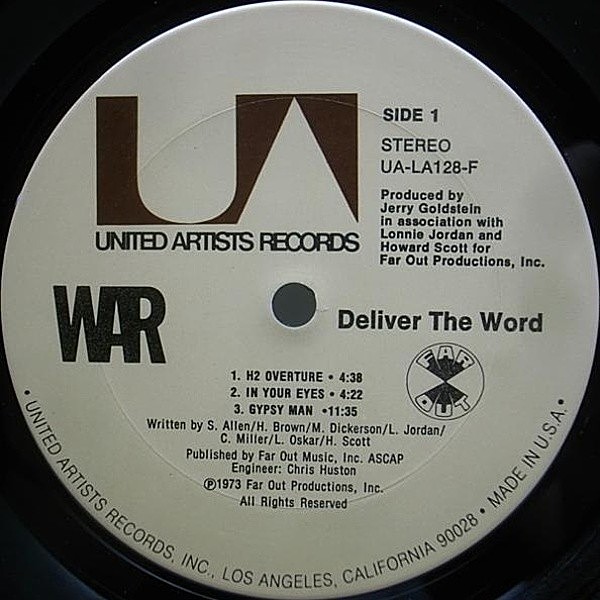 UA
UNITED ARTISTS RECORDS
SIDE 1
STEREO
UA-LA128-F
Produced by
Jerry Goldstein
in association with
Lonnie Jordan and
Howard Scott for
Far Out Productions, Inc.
WAR
Deliver The Word
FAR
OUT
1. H2 OVERTURE • 4:38
2. IN YOUR EYES • 4:22
3. GYPSY MAN •11:35
Written by S. Allen/H. Brown/M. Dickerson/L. Jordan/
C. Miller/L. Oskar/H. Scott
Published by Far Out Music, Inc. ASCAP
Engineer: Chris Huston
Ⓟ1973 Far Out Productions, Inc.
All Rights Reserved
• UNITED ARTISTS RECORDS, INC., LOS ANGELES, CALIFORNIA 90028 • MADE IN U.S.A. •